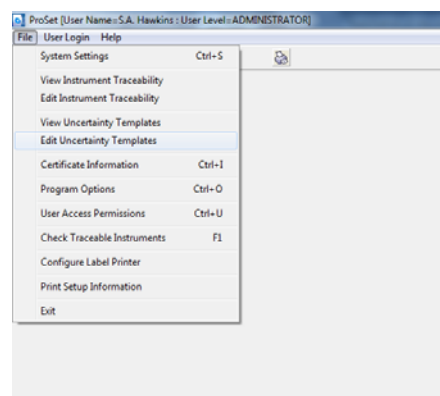 ProSet [User Name=S.A. Hawkins : User Level=ADMINISTRATOR]
File User Login Help
System Settings Ctrl+S
View Instrument Traceability
Edit Instrument Traceability
View Uncertainty Templates
Edit Uncertainty Templates
Certificate Information Ctrl+I
Program Options Ctrl+O
User Access Permissions Ctrl+U
Check Traceable Instruments F1
Configure Label Printer
Print Setup Information
Exit